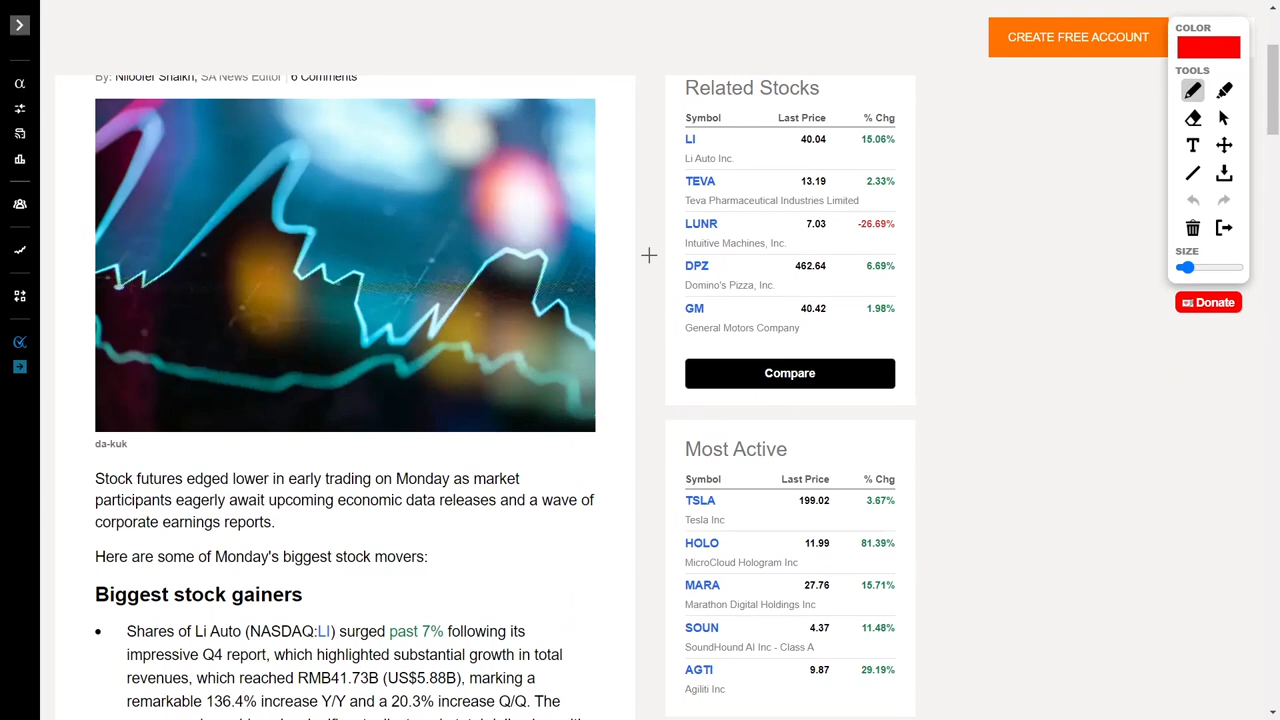 CREATE FREE ACCOUNT
COLOR
TOOLS
SIZE
Donate
By: Niloofer Shaikh, SA News Editor | 6 Comments
da-kuk
Stock futures edged lower in early trading on Monday as market
participants eagerly await upcoming economic data releases and a wave of
corporate earnings reports.
Here are some of Monday's biggest stock movers:
Biggest stock gainers
• Shares of Li Auto (NASDAQ:LI) surged past 7% following its
impressive Q4 report, which highlighted substantial growth in total
revenues, which reached RMB41.73B (US$5.88B), marking a
remarkable 136.4% increase Y/Y and a 20.3% increase Q/Q. The
Related Stocks
Symbol Last Price % Chg
LI 40.04 15.06%
Li Auto Inc.
TEVA 13.19 2.33%
Teva Pharmaceutical Industries Limited
LUNR 7.03 -26.69%
Intuitive Machines, Inc.
DPZ 462.64 6.69%
Domino's Pizza, Inc.
GM 40.42 1.98%
General Motors Company
Compare
Most Active
Symbol Last Price % Chg
TSLA 199.02 3.67%
Tesla Inc
HOLO 11.99 81.39%
MicroCloud Hologram Inc
MARA 27.76 15.71%
Marathon Digital Holdings Inc
SOUN 4.37 11.48%
SoundHound AI Inc - Class A
AGTI 9.87 29.19%
Agiliti Inc